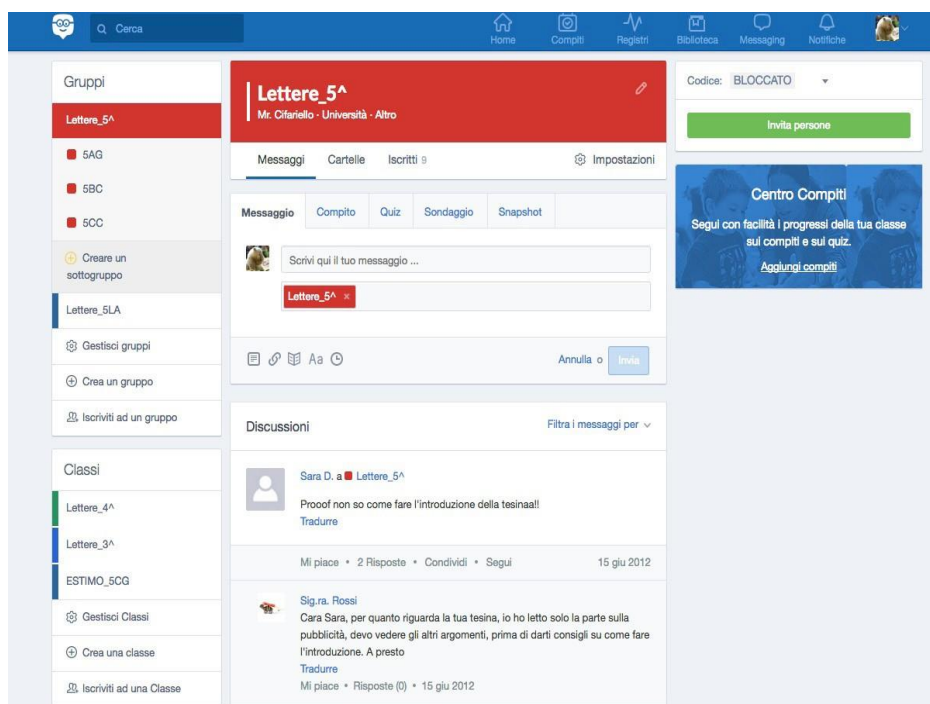 Cerca
Home
Compiti
Registri
Biblioteca
Messaging
Notifiche
Gruppi
Lettere_5^
5AG
5BC
5CC
Creare un
sottogruppo
Lettere_5LA
Gestisci gruppi
Crea un gruppo
Iscriviti ad un gruppo
Classi
Lettere_4^
Lettere_3^
ESTIMO_5CG
Gestisci Classi
Crea una classe
Iscriviti ad una Classe
Lettere_5^
Mr. Cifariello · Università · Altro
Messaggi Cartelle Iscritti 9 Impostazioni
Messaggio Compito Quiz Sondaggio Snapshot
Scrivi qui il tuo messaggio ...
Lettere_5^ ×
Aa Annulla o Invia
Discussioni Filtra i messaggi per
Sara D. a Lettere_5^
Prooof non so come fare l'introduzione della tesinaa!!
Tradurre
Mi piace • 2 Risposte • Condividi • Segui 15 giu 2012
Sig.ra. Rossi
Cara Sara, per quanto riguarda la tua tesina, io ho letto solo la parte sulla
pubblicità, devo vedere gli altri argomenti, prima di darti consigli su come fare
l'introduzione. A presto
Tradurre
Mi piace • Risposte (0) • 15 giu 2012
Codice: BLOCCATO
Invita persone
Centro Compiti
Segui con facilità i progressi della tua classe
sui compiti e sui quiz.
Aggiungi compiti